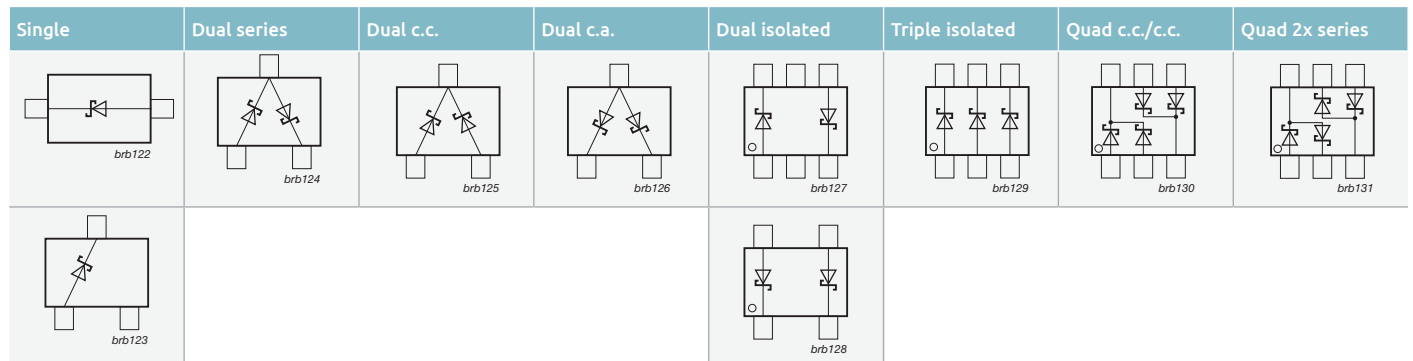 Single Dual series Dual c.c. Dual c.a. Dual isolated Triple isolated Quad c.c./c.c. Quad 2x series
brb122 brb124 brb125 brb126 brb127 brb129 brb130 brb131
brb123 brb128